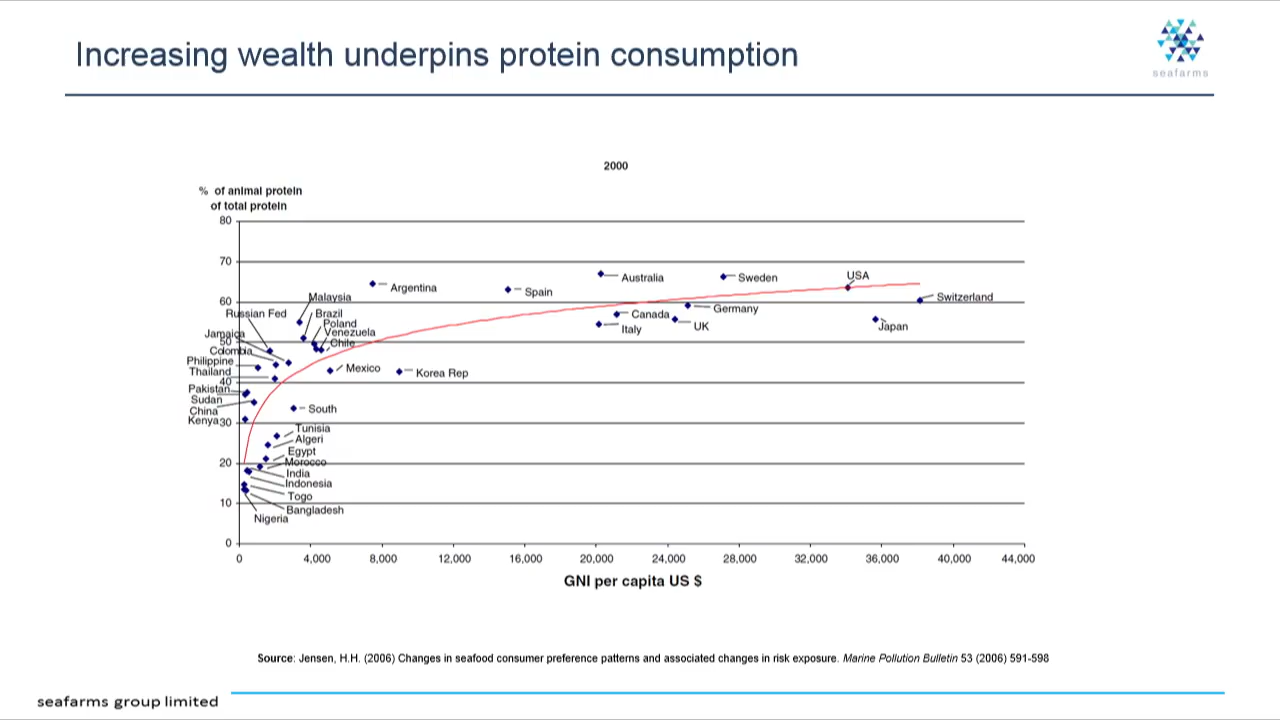 Increasing wealth underpins protein consumption
seafarms
2000
% of animal protein
of total protein
80
70
60
50
40
30
20
10
0
Argentina
Spain
Australia
Sweden
USA
Switzerland
Malaysia
Russian Fed
Brazil
Poland
Venezuela
Chile
Canada
Germany
Italy
UK
Japan
Jamaica
Colombia
Philippine
Thailand
Mexico
Korea Rep
Pakistan
Sudan
China
Kenya
South
Tunisia
Algeri
Egypt
Morocco
India
Indonesia
Togo
Bangladesh
Nigeria
0 4,000 8,000 12,000 16,000 20,000 24,000 28,000 32,000 36,000 40,000 44,000
GNI per capita US $
Source: Jensen, H.H. (2006) Changes in seafood consumer preference patterns and associated changes in risk exposure. Marine Pollution Bulletin 53 (2006) 591-598
seafarms group limited